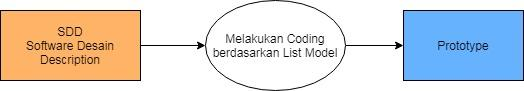 SDD
Software Desain
Description
Melakukan Coding
berdasarkan List Model
Prototype